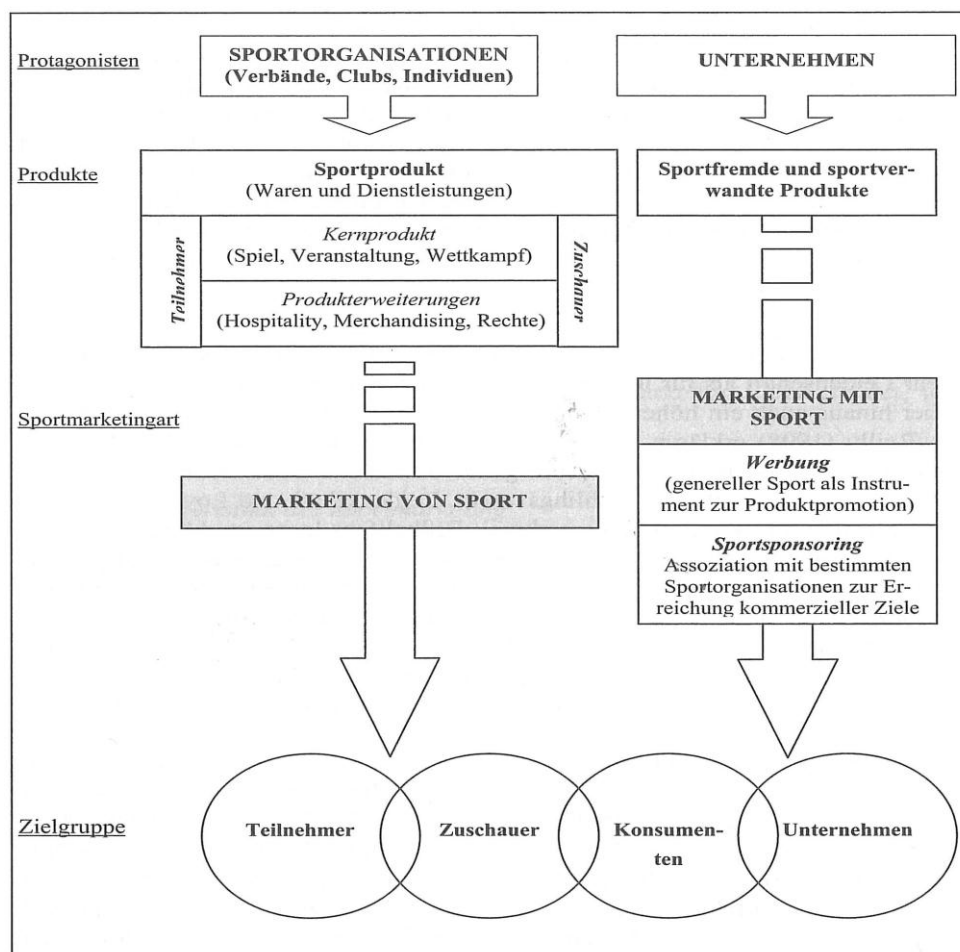 Protagonisten
SPORTORGANISATIONEN
(Verbände, Clubs, Individuen)
UNTERNEHMEN
Produkte
Sportprodukt
(Waren und Dienstleistungen)
Teilnehmer
Kernprodukt
(Spiel, Veranstaltung, Wettkampf)
Produkterweiterungen
(Hospitality, Merchandising, Rechte)
Zuschauer
Sportfremde und sportver-
wandte Produkte
Sportmarketingart
MARKETING VON SPORT
MARKETING MIT
SPORT
Werbung
(genereller Sport als Instru-
ment zur Produktpromotion)
Sportsponsoring
Assoziation mit bestimmten
Sportorganisationen zur Er-
reichung kommerzieller Ziele
Zielgruppe
Teilnehmer
Zuschauer
Konsumen-
ten
Unternehmen